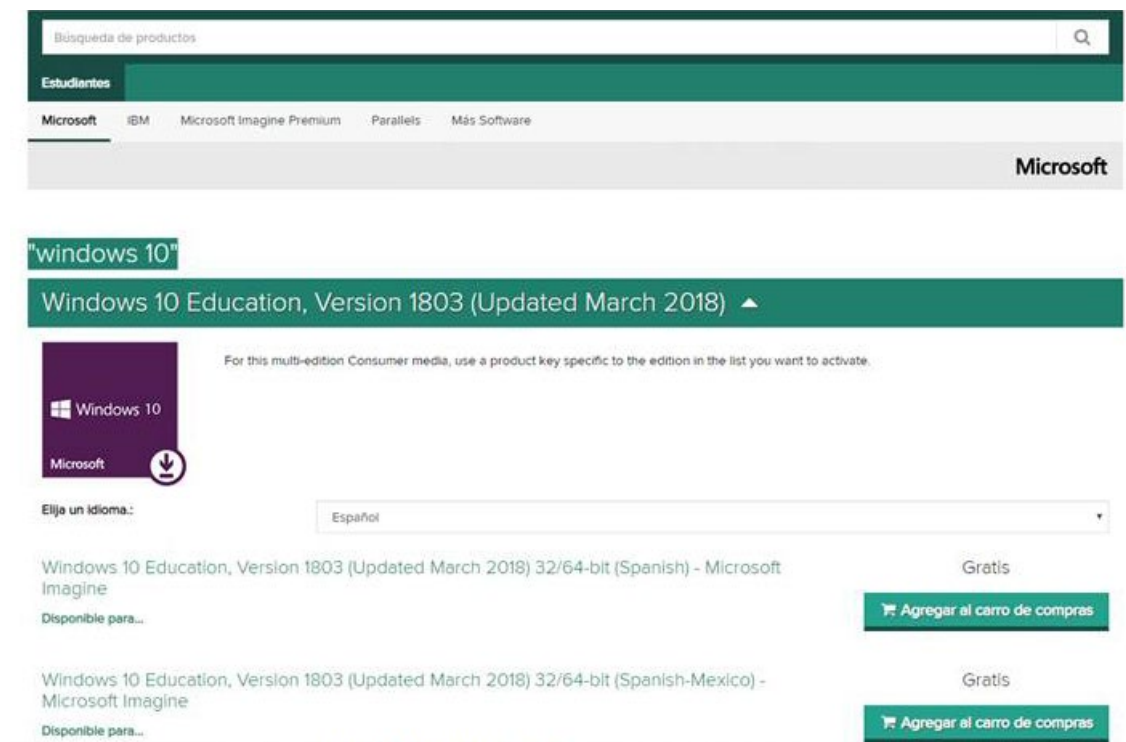 Búsqueda de productos
Estudiantes
Microsoft IBM Microsoft Imagine Premium Parallels Más Software
Microsoft
"windows 10"
Windows 10 Education, Version 1803 (Updated March 2018)
For this multi-edition Consumer media, use a product key specific to the edition in the list you want to activate.
Windows 10
Microsoft
Elija un idioma.: Español
Windows 10 Education, Version 1803 (Updated March 2018) 32/64-bit (Spanish) - Microsoft
Imagine
Gratis
Disponible para...
Agregar al carro de compras
Windows 10 Education, Version 1803 (Updated March 2018) 32/64-bit (Spanish-Mexico) -
Microsoft Imagine
Gratis
Disponible para...
Agregar al carro de compras